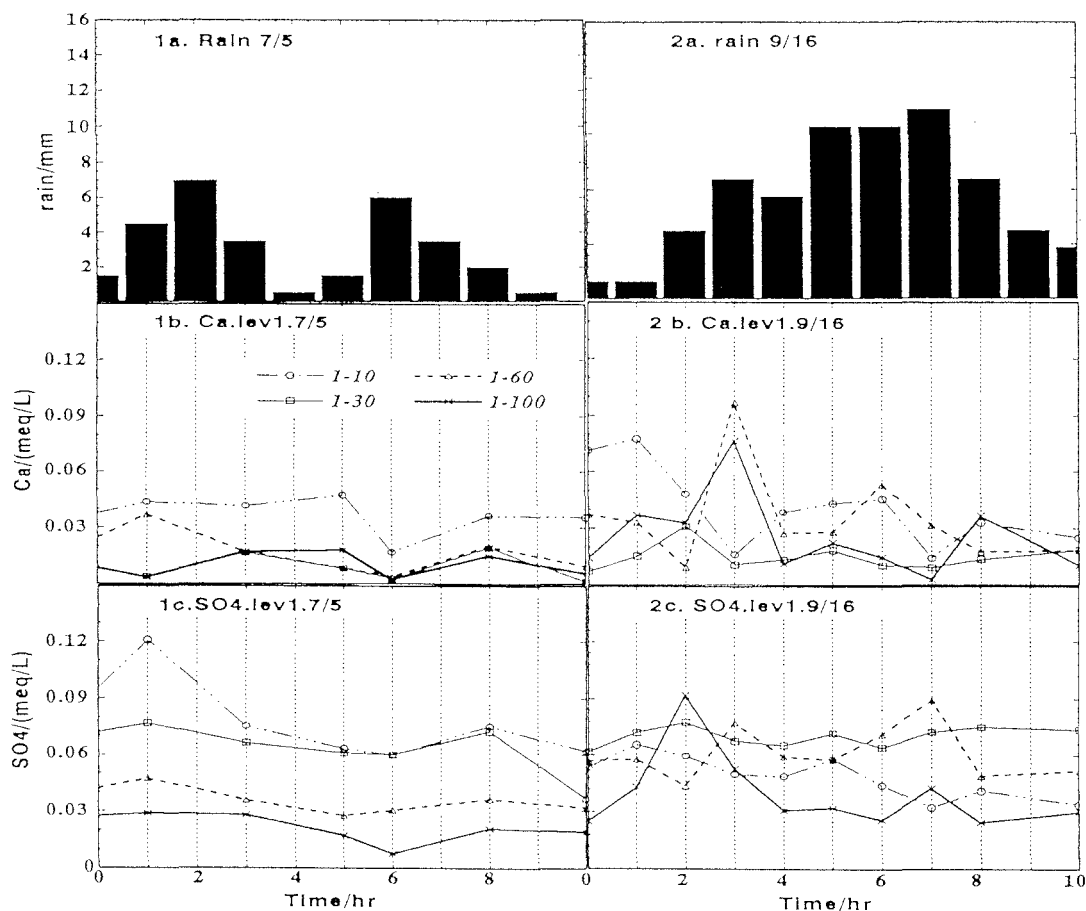 1a. Rain 7/5
2a. rain 9/16
16
14
12
10
8
6
4
2
rain/mm
1b. Ca.lev1.7/5
2 b. Ca.lev1.9/16
1-10
1-60
1-30
1-100
0.12
0.09
0.06
0.03
Ca/(meq/L)
1c.SO4.lev1.7/5
2c. SO4.lev1.9/16
0.12
0.09
0.06
0.03
0
SO4/(meq/L)
0 2 4 6 8 0 2 4 6 8 10
Time/hr
Time/hr